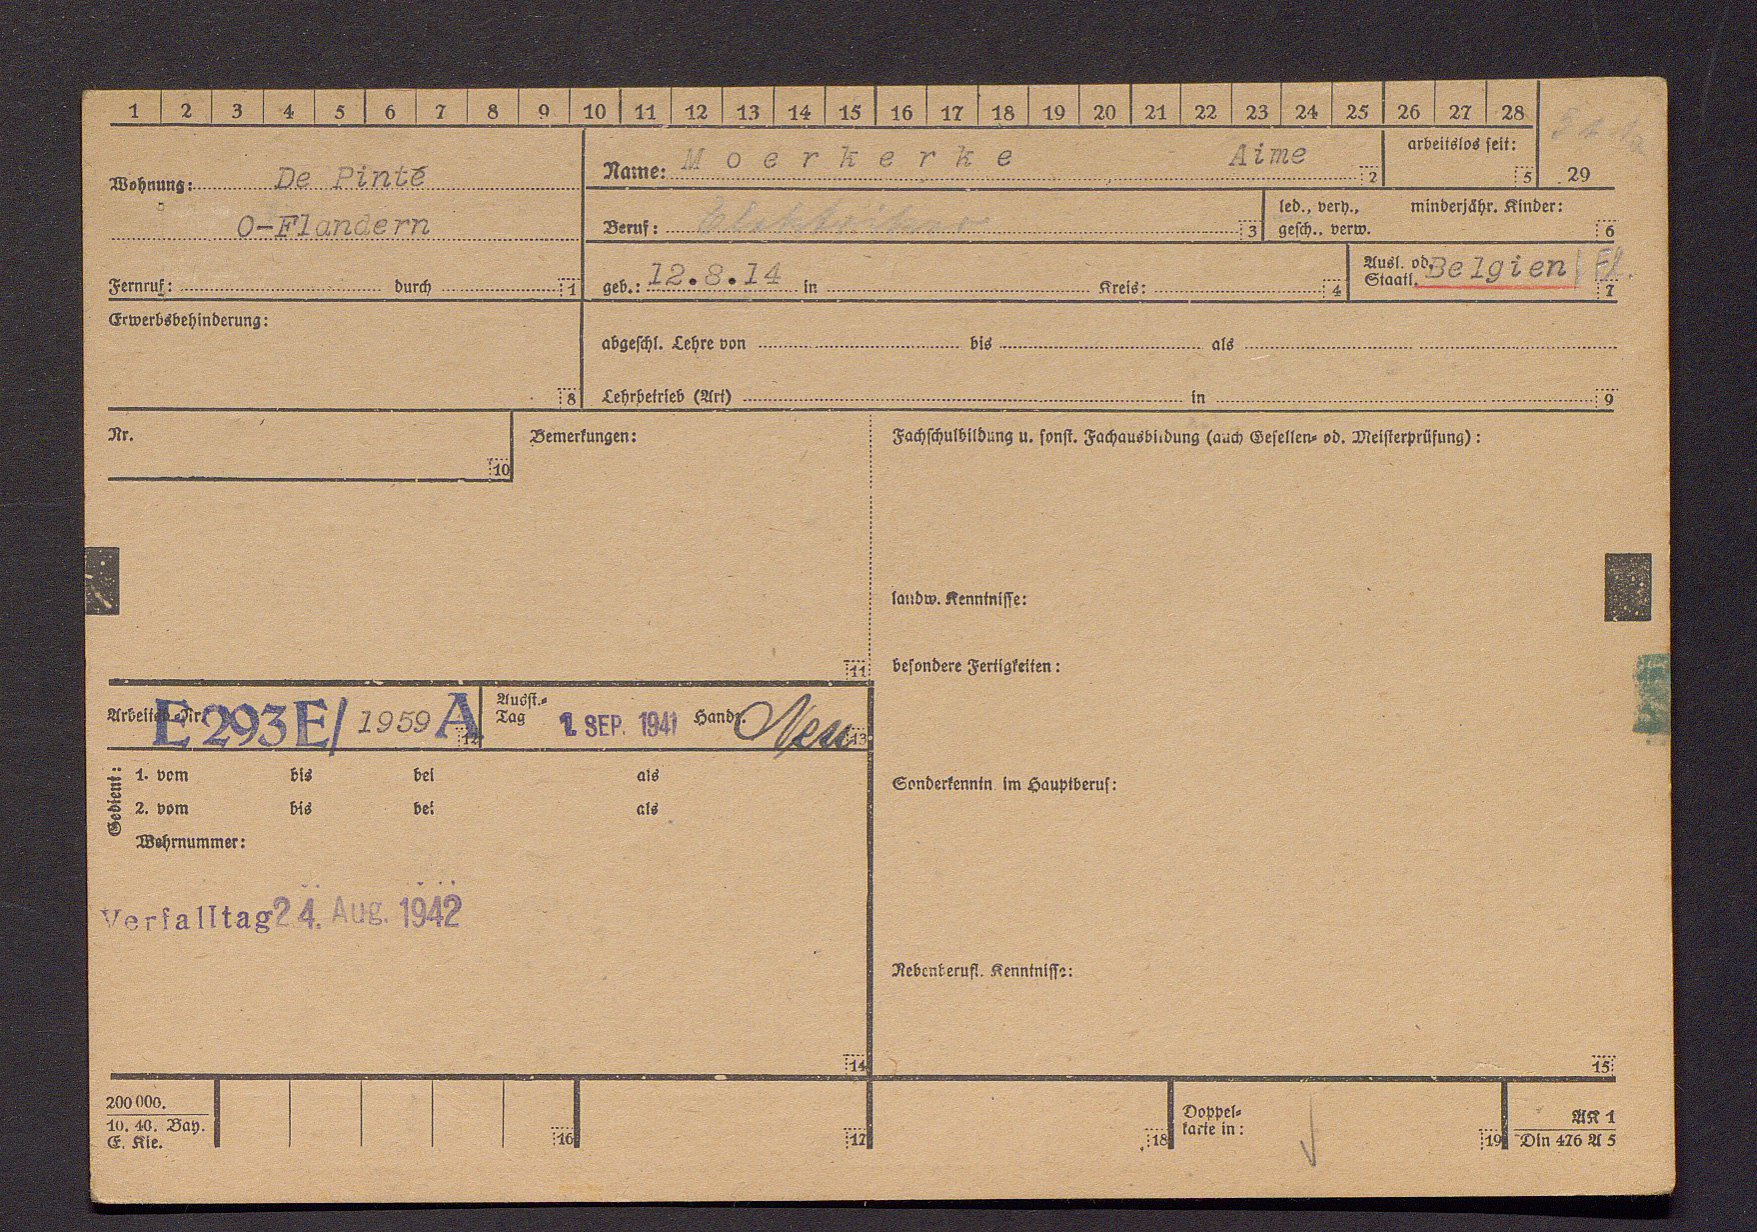 1 2 3 4 5 6 7 8 9 10 11 12 13 14 15 16 17 18 19 20 21 22 23 24 25 26 27 28
Wohnung: De Pinte
O-Flandern
Fernruf: durch 1
Name: Moerkerke Aime 2
arbeitslos seit: 5
29
Beruf: Elektriker 3
led., verh., minderjähr. Kinder:
gesch., verw. 6
geb.: 12.8.14 in Kreis: 4
Ausl. od. Belgien Fl.
Staatl. 7
Erwerbsbehinderung:
8
abgeschl. Lehre von bis als
Lehrbetrieb (Art) in 9
Nr.
10
Bemerkungen:
11
Fachschulbildung u. sonst. Fachausbildung (auch Gesellen- od. Meisterprüfung):
landw. Kenntnisse:
besondere Fertigkeiten:
Arbeitsb.-Nr. E293E/ 1959 A 12
Ausst.-
Tag 1. SEP. 1941 Handz. 13
Gedient:
1. vom bis bei als
2. vom bis bei als
Wehrnummer:
Verfalltag 24. Aug. 1942
14
Sonderkenntn. im Hauptberuf:
Nebenberufl. Kenntnisse:
15
200 000.
10. 40. Bay.
E. Kie.
16
17
18
Doppel-
karte in:
19
AK 1
Din 476 A 5